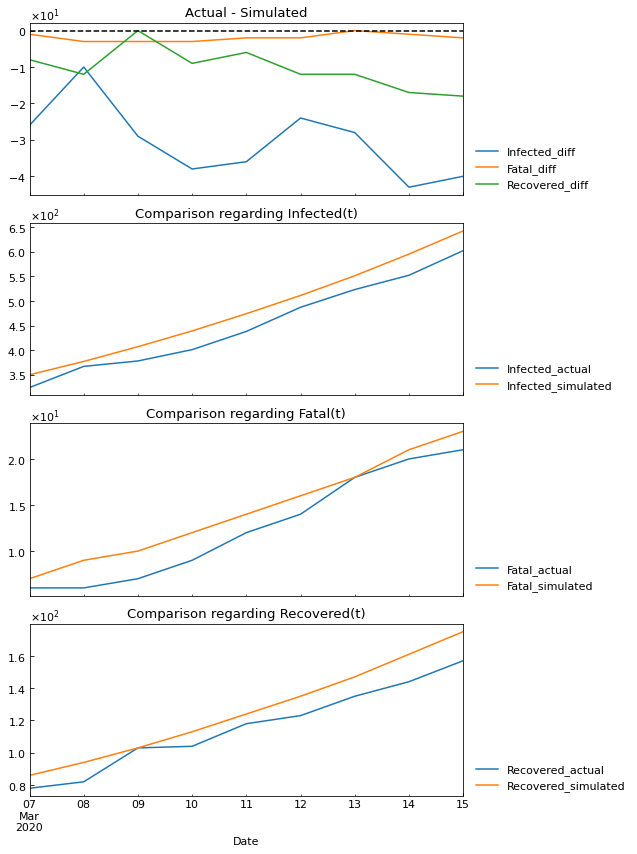 Actual - Simulated
×10¹
0
−1
−2
−3
−4
Infected_diff
Fatal_diff
Recovered_diff
Comparison regarding Infected(t)
×10²
6.5
6.0
5.5
5.0
4.5
4.0
3.5
Infected_actual
Infected_simulated
Comparison regarding Fatal(t)
×10¹
2.0
1.5
1.0
Fatal_actual
Fatal_simulated
Comparison regarding Recovered(t)
×10²
1.6
1.4
1.2
1.0
0.8
Recovered_actual
Recovered_simulated
07 08 09 10 11 12 13 14 15
Mar
2020
Date